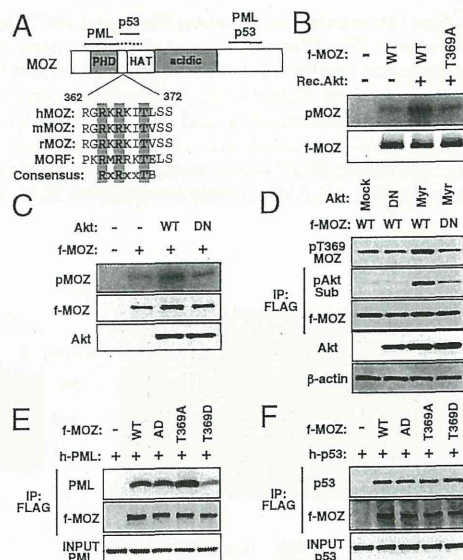 A
PML p53
PML p53
MOZ PHD HAT acidic
362 372
hMOZ: RGRKRKITLSS
mMOZ: RGRKRKITVSS
rMOZ: RGRKRKITVSS
MORF: PKRMRRKTELS
Consensus: RxRxxTB
B
f-MOZ: - WT WT T369A
Rec.Akt: - - + +
pMOZ
f-MOZ
C
Akt: - - WT DN
f-MOZ: - + + +
pMOZ
f-MOZ
Akt
D
Akt: Mock DN Myr Myr
f-MOZ: WT WT WT DN
pT369 MOZ
IP: FLAG
pAkt Sub
f-MOZ
Akt
β-actin
E
f-MOZ: - WT AD T369A T369D
h-PML: + + + + +
IP: FLAG
PML
f-MOZ
INPUT PML
F
f-MOZ: - WT AD T369A T369D
h-p53: + + + + +
IP: FLAG
p53
f-MOZ
INPUT p53